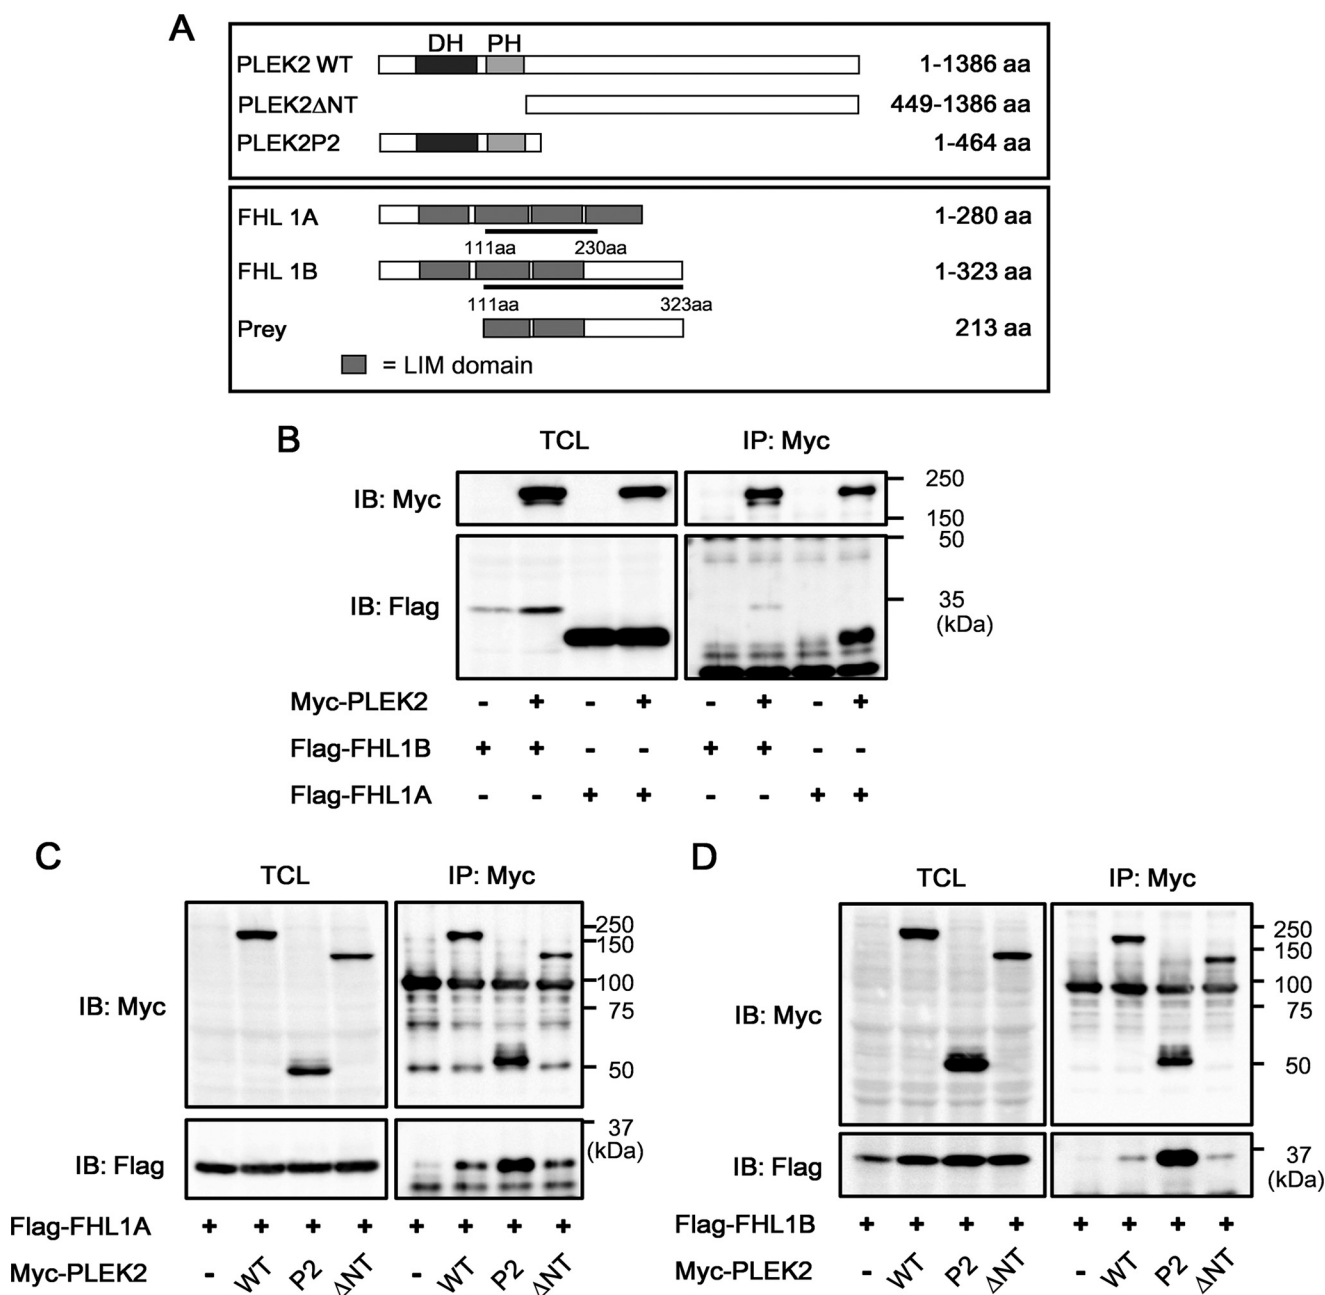 A
DH PH
PLEK2 WT 1-1386 aa
PLEK2ΔNT 449-1386 aa
PLEK2P2 1-464 aa
FHL 1A 1-280 aa
111aa 230aa
FHL 1B 1-323 aa
111aa 323aa
Prey 213 aa
= LIM domain
B
TCL IP: Myc
IB: Myc 250
150
50
IB: Flag 35
(kDa)
Myc-PLEK2 - + - + - + - +
Flag-FHL1B + + - - + + - -
Flag-FHL1A - - + + - - + +
C
TCL IP: Myc
250
150
IB: Myc 100
75
50
37
(kDa)
IB: Flag
Flag-FHL1A + + + + + + + +
Myc-PLEK2 - WT P2 ΔNT - WT P2 ΔNT
D
TCL IP: Myc
250
150
100
IB: Myc 75
50
37
IB: Flag (kDa)
Flag-FHL1B + + + + + + + +
Myc-PLEK2 - WT P2 ΔNT - WT P2 ΔNT